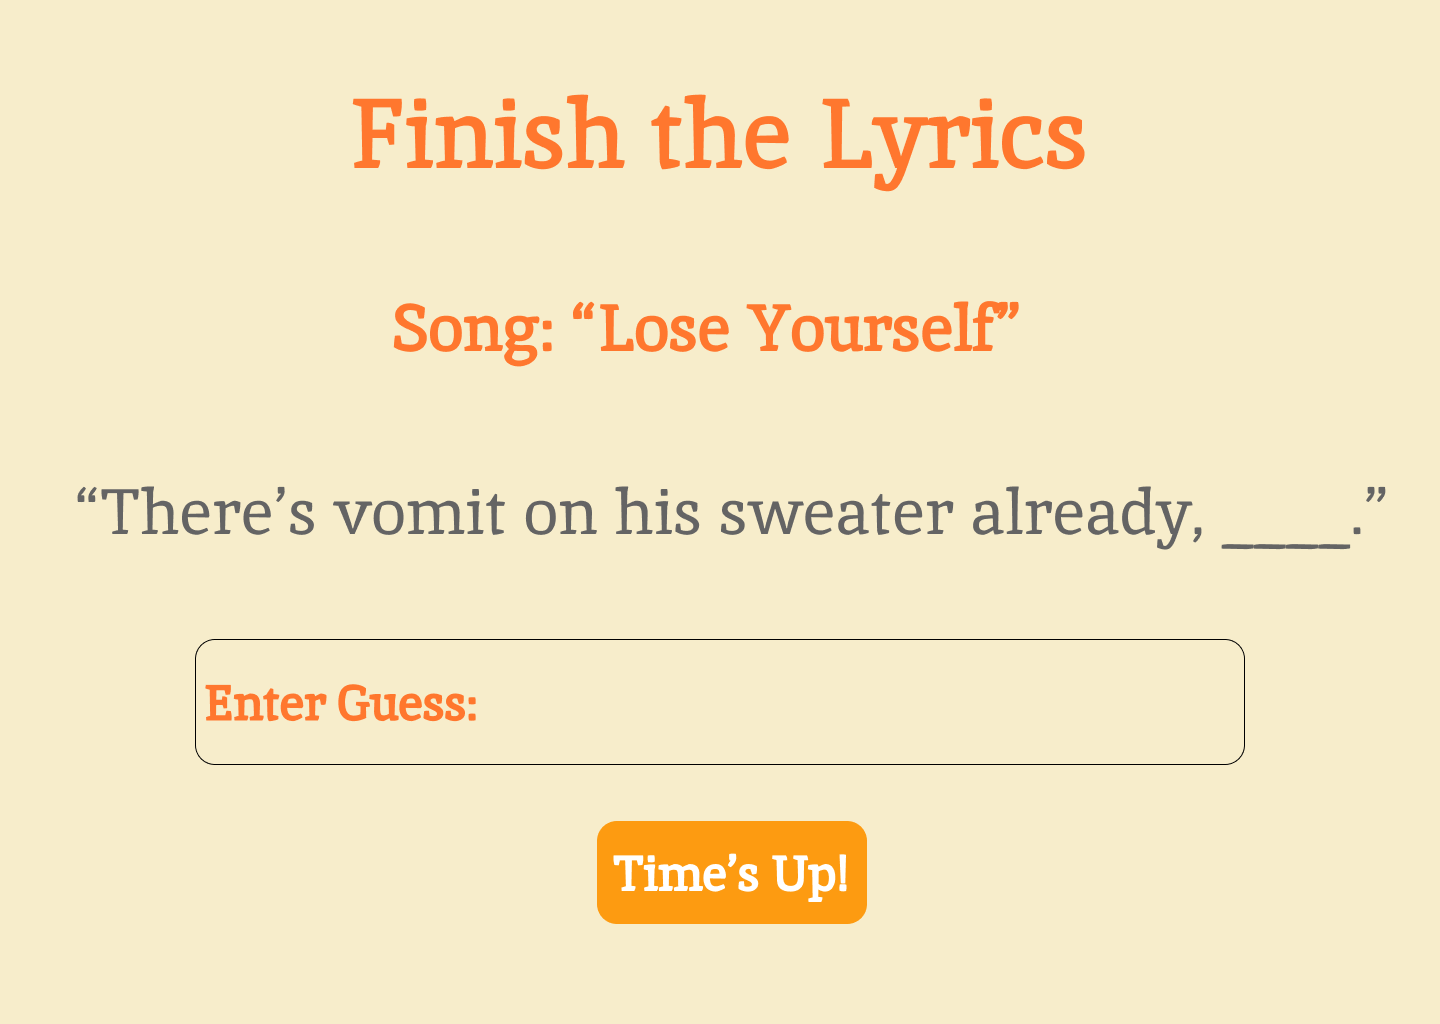 Finish the Lyrics
Song: “Lose Yourself”
“There’s vomit on his sweater already, ____.”
Enter Guess:
Time’s Up!